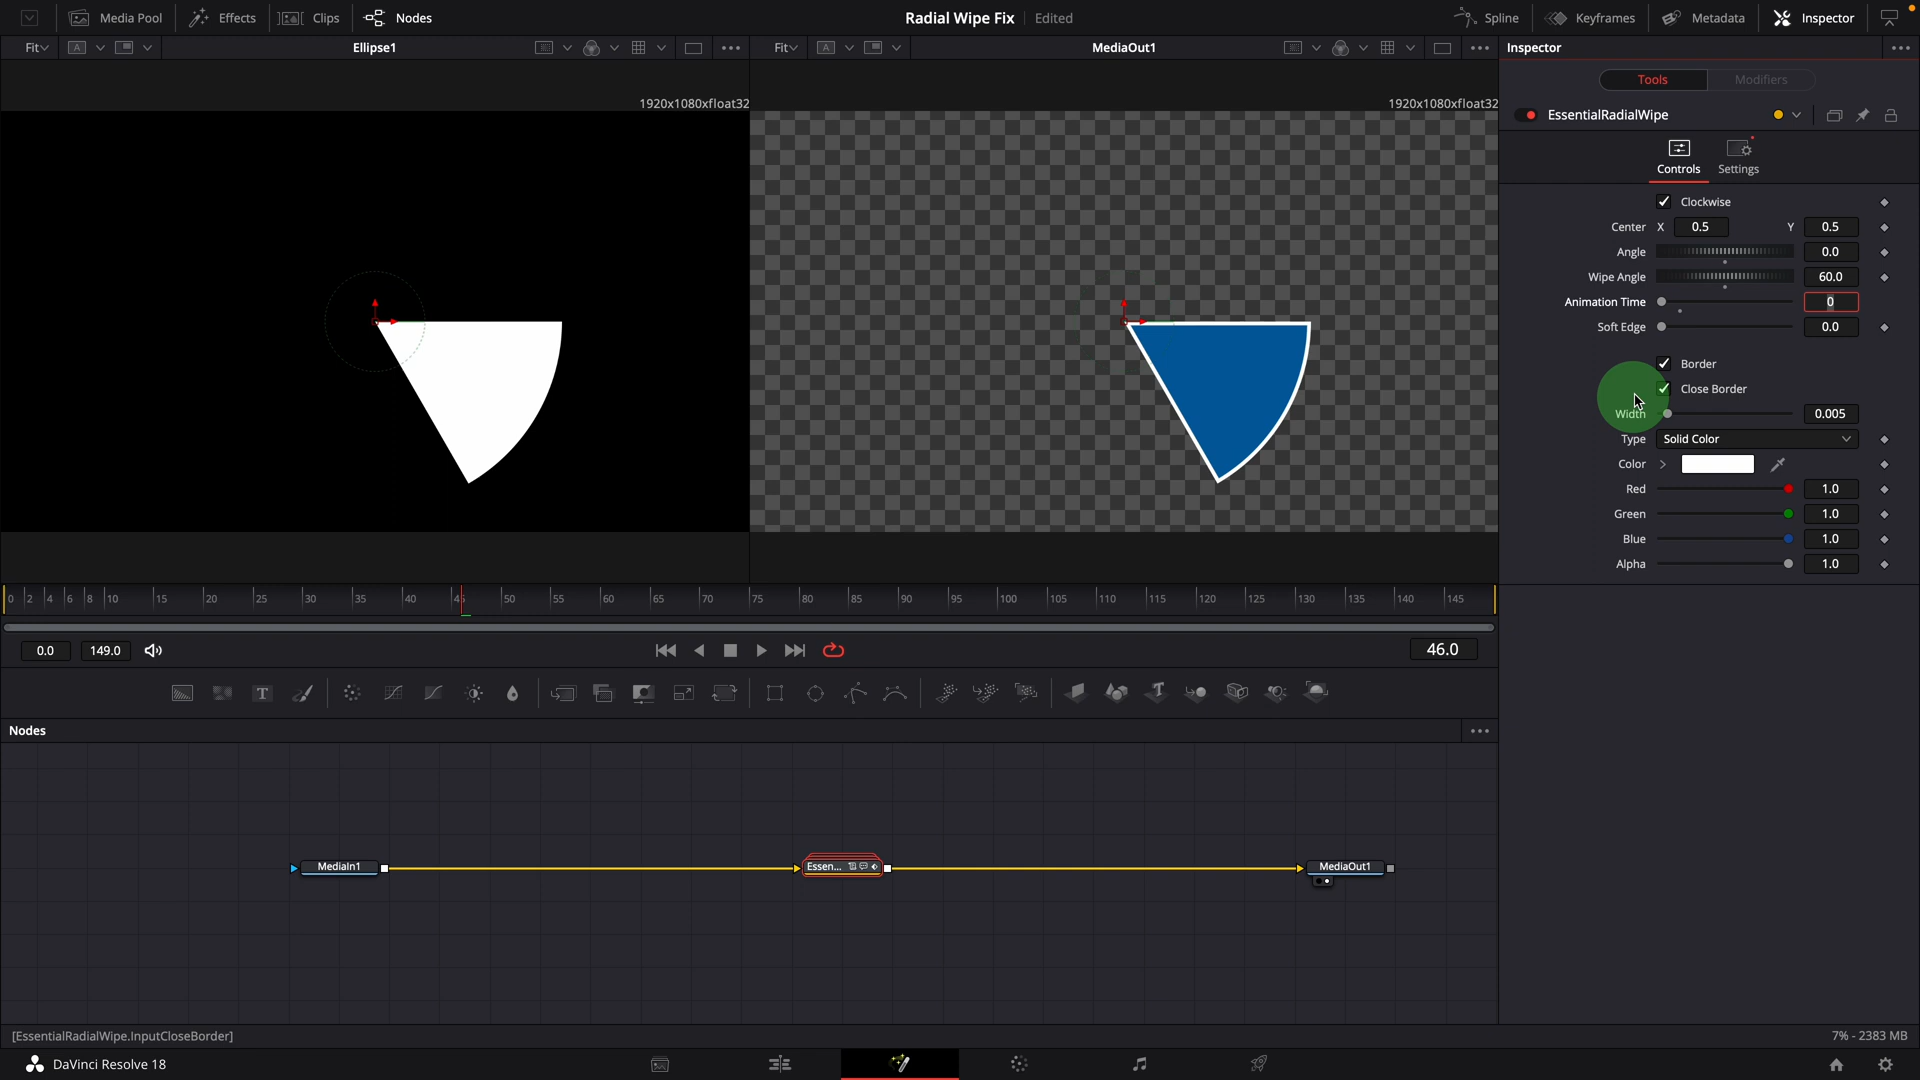 Media Pool
Effects
Clips
Nodes
Radial Wipe Fix
Edited
Spline
Keyframes
Metadata
Inspector
Fit
A
Ellipse1
Fit
A
MediaOut1
Inspector
1920x1080xfloat32
1920x1080xfloat32
Tools
Modifiers
EssentialRadialWipe
Controls
Settings
Clockwise
Center X 0.5 Y 0.5
Angle 0.0
Wipe Angle 60.0
Animation Time 0
Soft Edge 0.0
Border
Close Border
Width 0.005
Type Solid Color
Color
Red 1.0
Green 1.0
Blue 1.0
Alpha 1.0
0 2 4 6 8 10 15 20 25 30 35 40 45 50 55 60 65 70 75 80 85 90 95 100 105 110 115 120 125 130 135 140 145
0.0 149.0 46.0
T
T
Nodes
MediaIn1
Essen...
MediaOut1
[EssentialRadialWipe.InputCloseBorder]
7% - 2383 MB
DaVinci Resolve 18